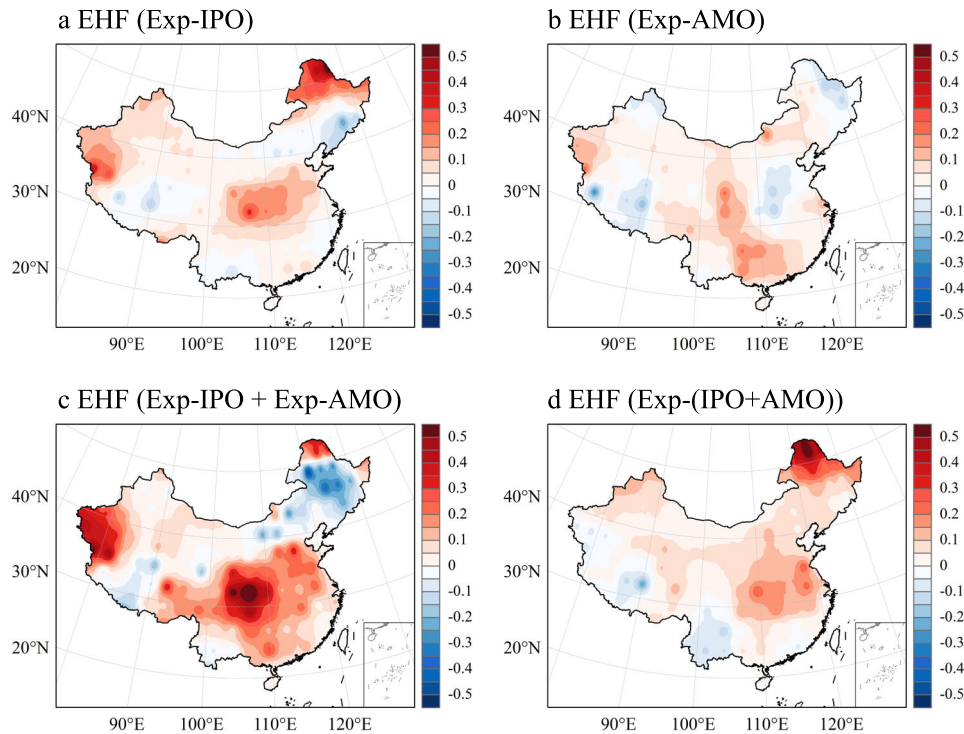 a EHF (Exp-IPO)
0.5
0.4
0.3
0.2
0.1
0
-0.1
-0.2
-0.3
-0.4
-0.5
40°N
30°N
20°N
90°E 100°E 110°E 120°E
b EHF (Exp-AMO)
0.5
0.4
0.3
0.2
0.1
0
-0.1
-0.2
-0.3
-0.4
-0.5
40°N
30°N
20°N
90°E 100°E 110°E 120°E
c EHF (Exp-IPO + Exp-AMO)
0.5
0.4
0.3
0.2
0.1
0
-0.1
-0.2
-0.3
-0.4
-0.5
40°N
30°N
20°N
90°E 100°E 110°E 120°E
d EHF (Exp-(IPO+AMO))
0.5
0.4
0.3
0.2
0.1
0
-0.1
-0.2
-0.3
-0.4
-0.5
40°N
30°N
20°N
90°E 100°E 110°E 120°E